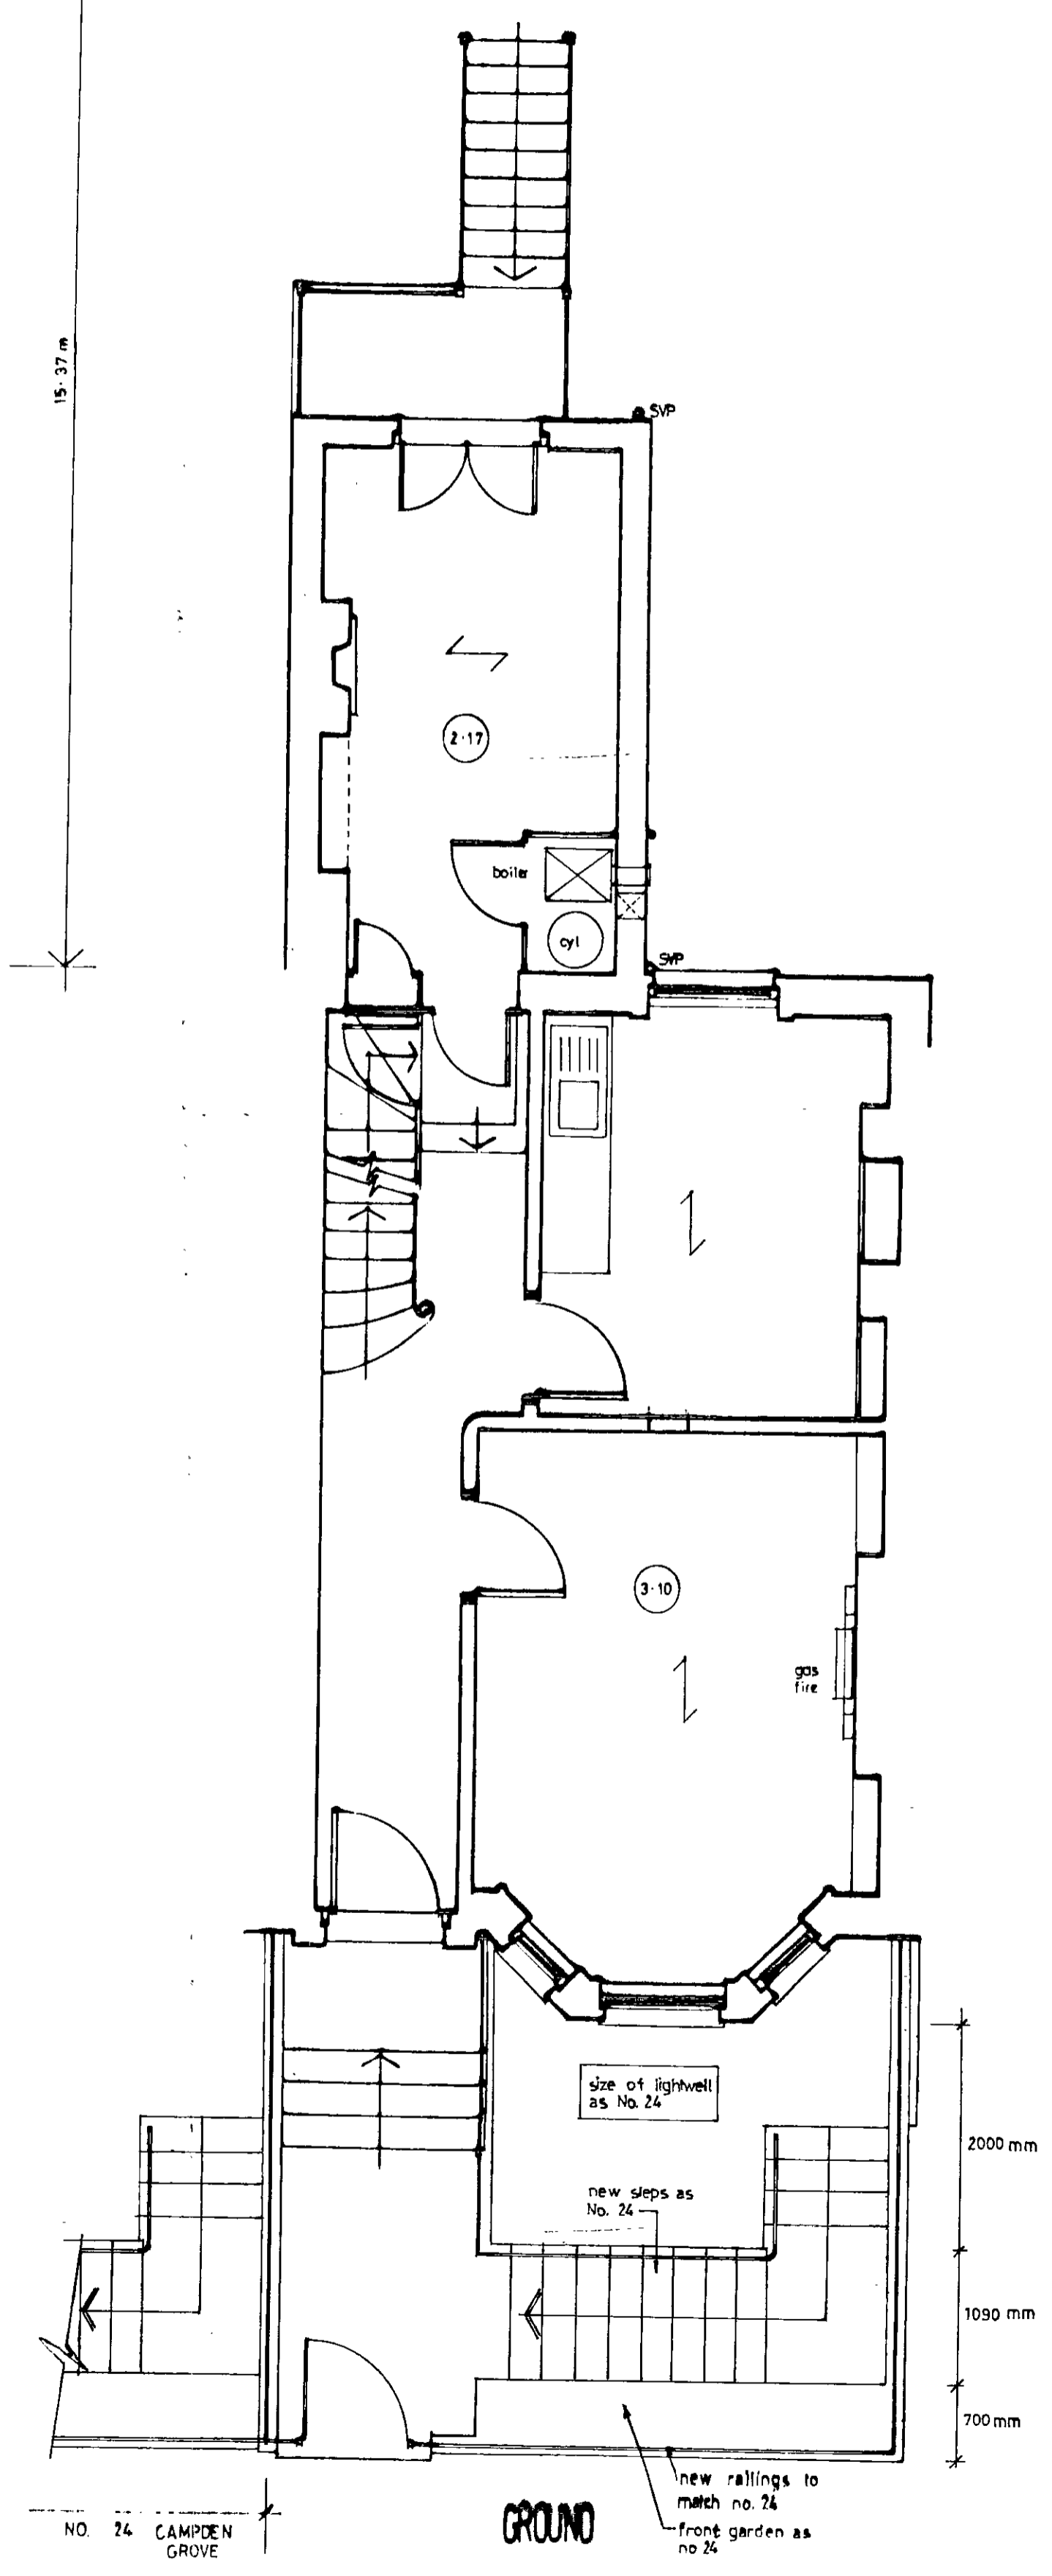 15·37 m
SVP
2·17
boiler
cyl
SVP
3·10
gas
fire
size of lightwell
as No. 24
2000 mm
new steps as
No. 24
1090 mm
700 mm
new railings to
match no. 24
front garden as
no 24
GROUND
NO. 24 CAMPDEN
GROVE